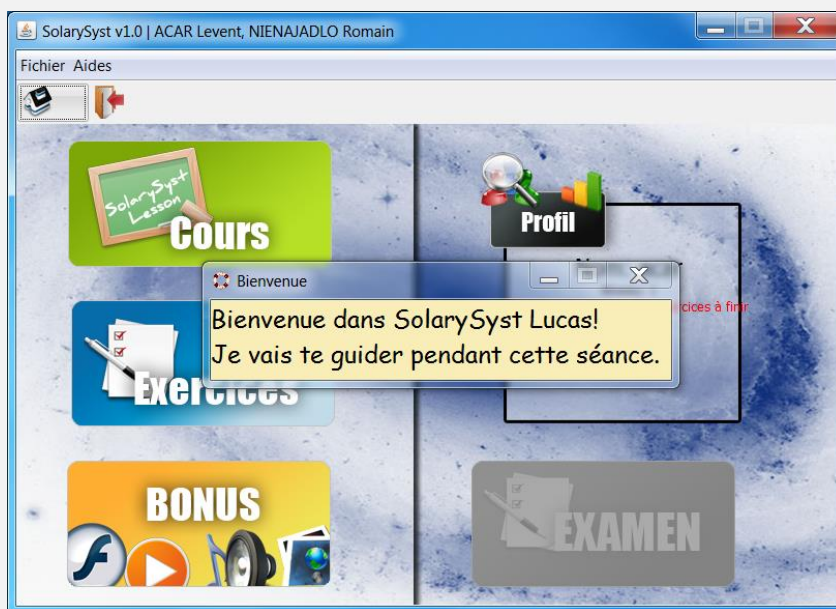 SolarySyst v1.0 | ACAR Levent, NIENAJADLO Romain
Fichier Aides
SolarySyst
Lesson
Cours
Profil
Bienvenue
cices à finir
Bienvenue dans SolarySyst Lucas!
Je vais te guider pendant cette séance.
Exercices
BONUS
EXAMEN